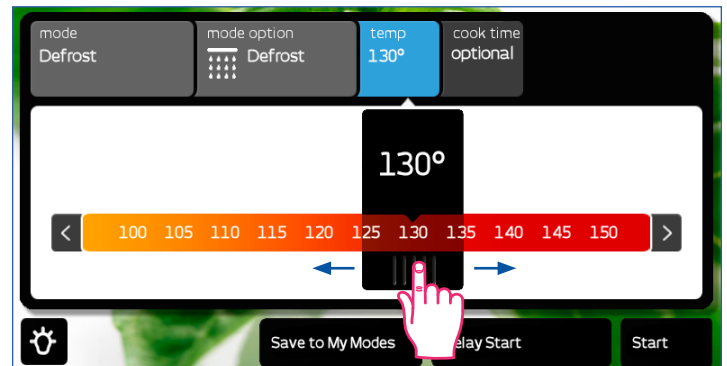 mode
Defrost
mode option
Defrost
temp
130°
cook time
optional
130°
< 100 105 110 115 120 125 130 135 140 145 150 >
Save to My Modes
elay Start
Start